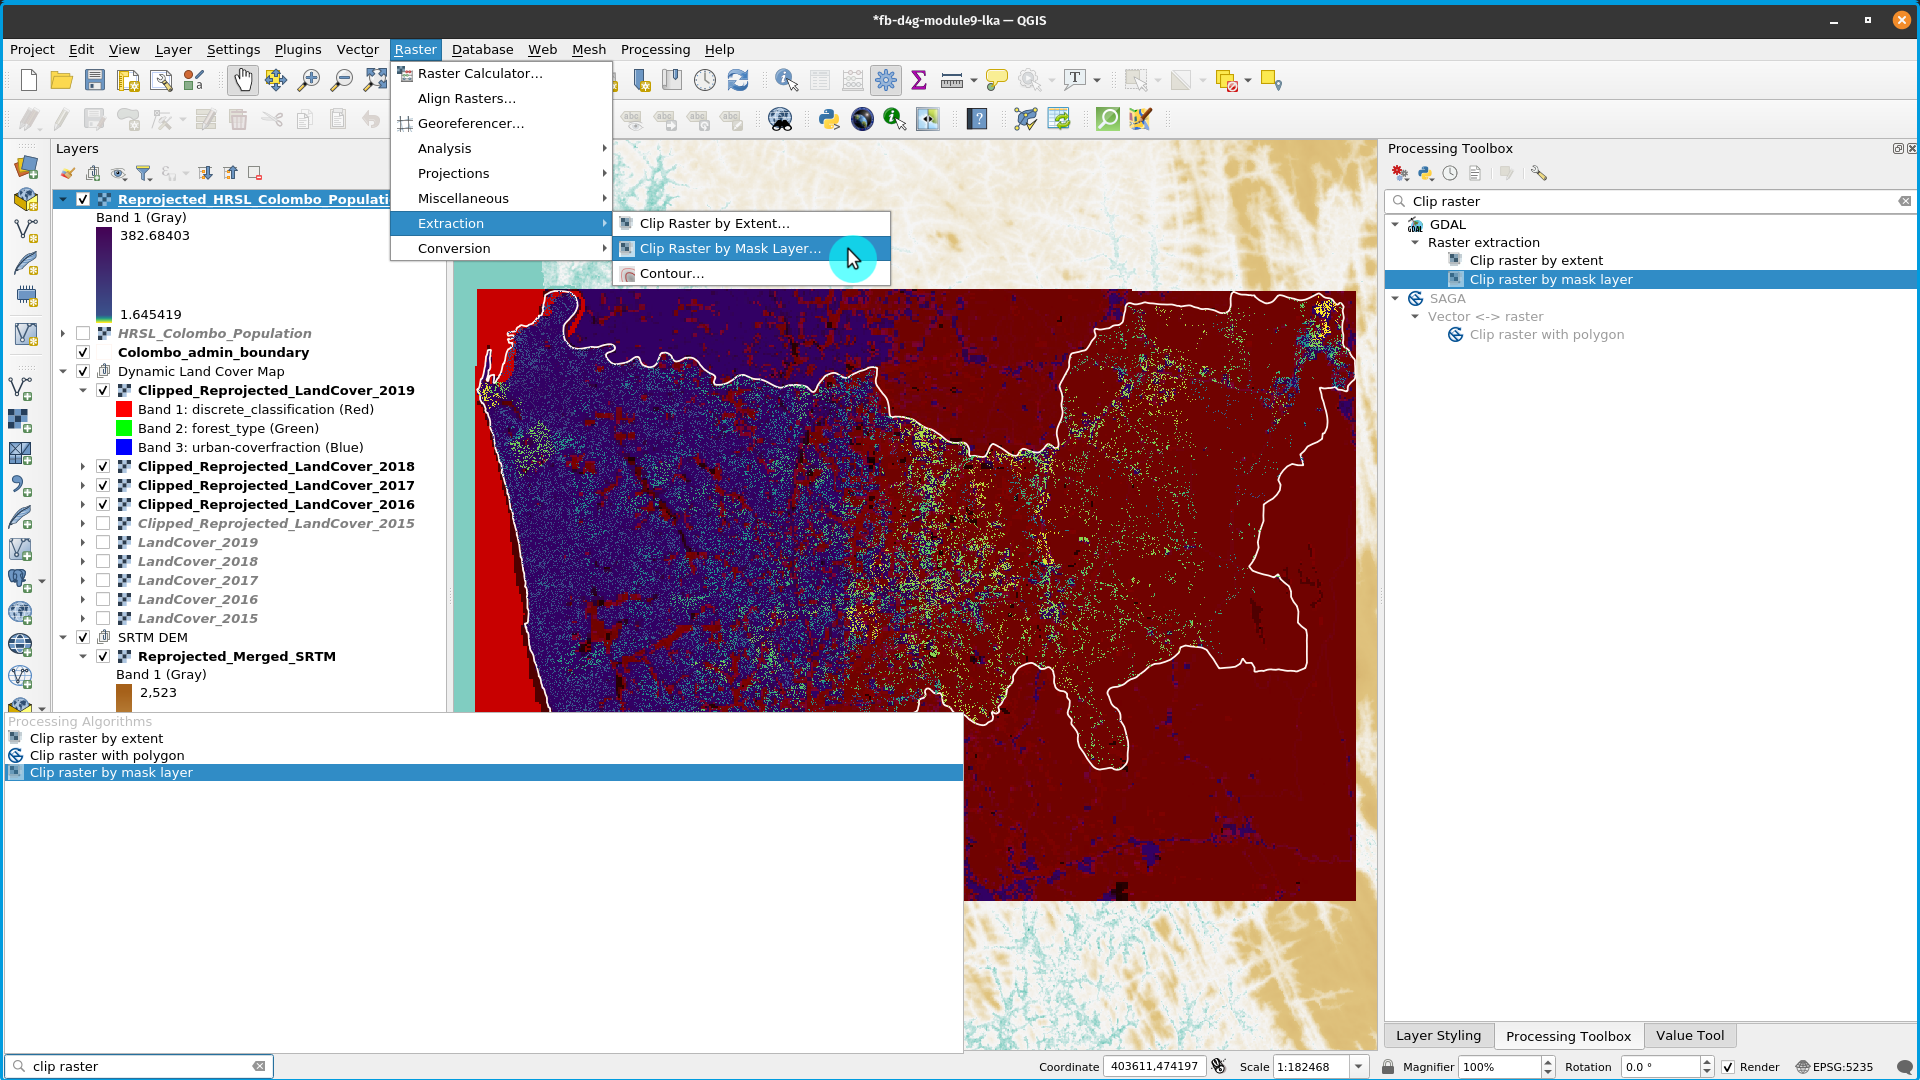 *fb-d4g-module9-lka — QGIS
Project Edit View Layer Settings Plugins Vector Raster Database Web Mesh Processing Help
Raster Calculator...
Align Rasters...
Georeferencer...
Analysis
Projections
Miscellaneous
Extraction
Conversion
Clip Raster by Extent...
Clip Raster by Mask Layer...
Contour...
Layers
Reprojected_HRSL_Colombo_Populati
Band 1 (Gray)
382.68403
1.645419
HRSL_Colombo_Population
Colombo_admin_boundary
Dynamic Land Cover Map
Clipped_Reprojected_LandCover_2019
Band 1: discrete_classification (Red)
Band 2: forest_type (Green)
Band 3: urban-coverfraction (Blue)
Clipped_Reprojected_LandCover_2018
Clipped_Reprojected_LandCover_2017
Clipped_Reprojected_LandCover_2016
Clipped_Reprojected_LandCover_2015
LandCover_2019
LandCover_2018
LandCover_2017
LandCover_2016
LandCover_2015
SRTM DEM
Reprojected_Merged_SRTM
Band 1 (Gray)
2,523
Processing Algorithms
Clip raster by extent
Clip raster with polygon
Clip raster by mask layer
clip raster
Processing Toolbox
Clip raster
GDAL
Raster extraction
Clip raster by extent
Clip raster by mask layer
SAGA
Vector <-> raster
Clip raster with polygon
Layer Styling Processing Toolbox Value Tool
Coordinate 403611,474197 Scale 1:182468 Magnifier 100% Rotation 0.0 ° Render EPSG:5235